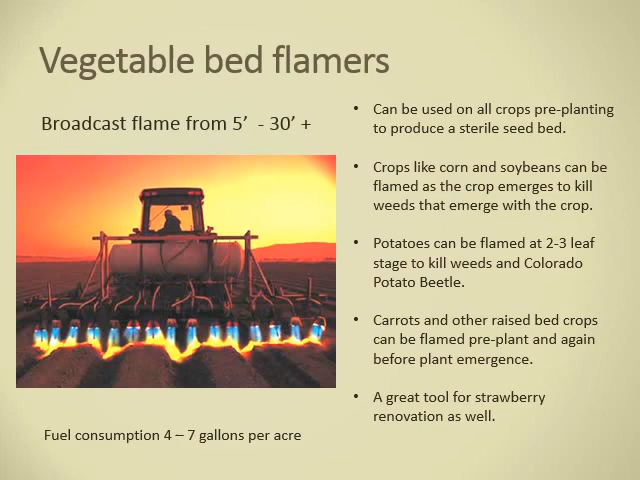 Vegetable bed flamers
Broadcast flame from 5’ - 30’ +
• Can be used on all crops pre-planting
to produce a sterile seed bed.
• Crops like corn and soybeans can be
flamed as the crop emerges to kill
weeds that emerge with the crop.
• Potatoes can be flamed at 2-3 leaf
stage to kill weeds and Colorado
Potato Beetle.
• Carrots and other raised bed crops
can be flamed pre-plant and again
before plant emergence.
• A great tool for strawberry
renovation as well.
Fuel consumption 4 – 7 gallons per acre